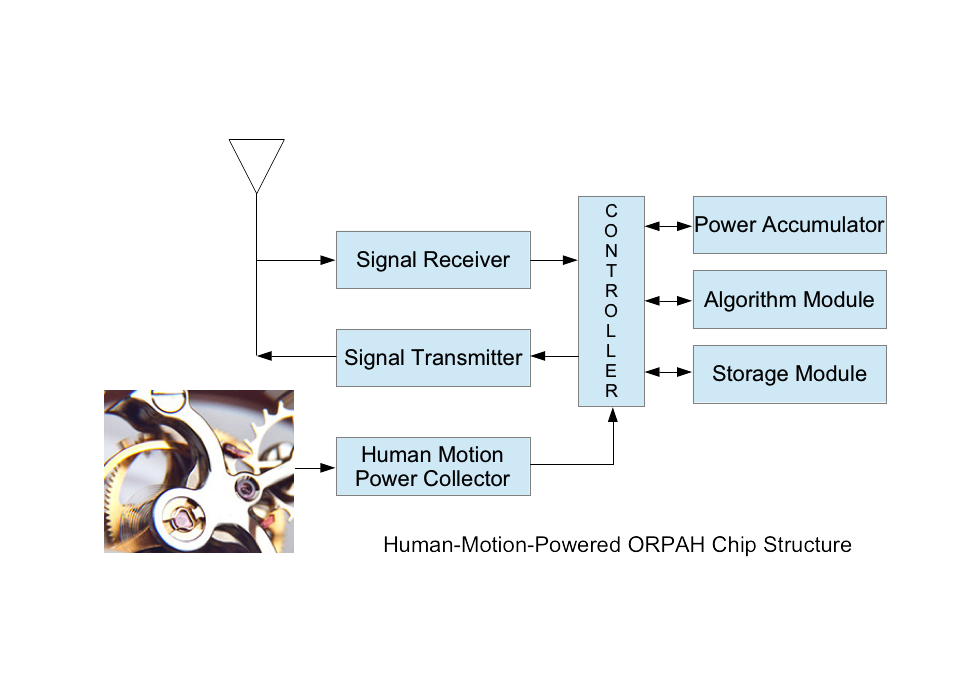 Signal Receiver
Signal Transmitter
Human Motion
Power Collector
CONTROLLER
Power Accumulator
Algorithm Module
Storage Module
Human-Motion-Powered ORPAH Chip Structure